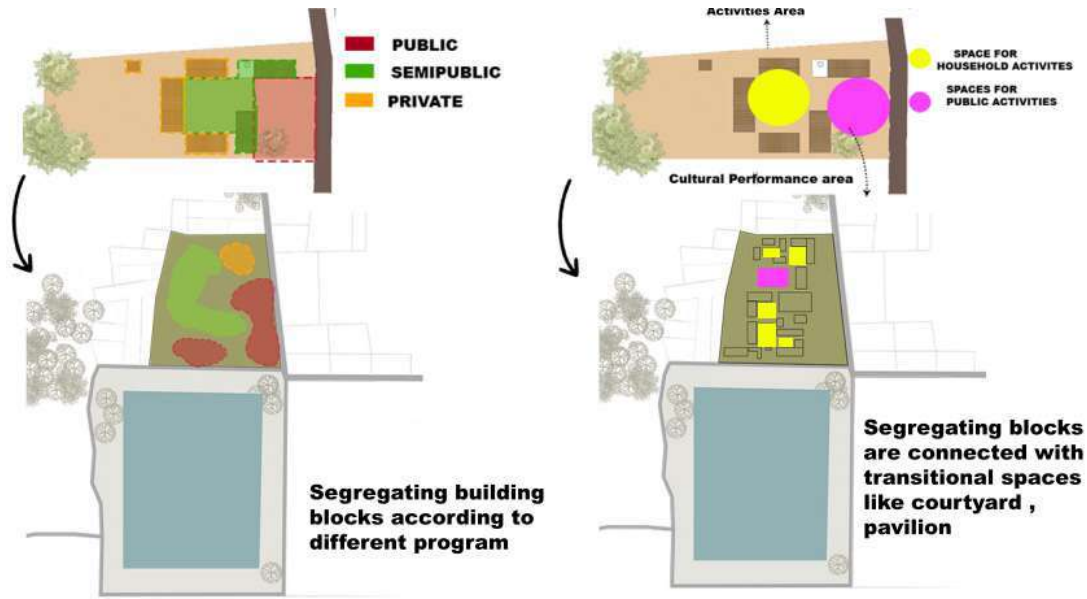 PUBLIC
SEMIPUBLIC
PRIVATE
Segregating building
blocks according to
different program
Activities Area
SPACE FOR
HOUSEHOLD ACTIVITES
SPACES FOR
PUBLIC ACTIVITIES
Cultural Performance area
Segregating blocks
are connected with
transitional spaces
like courtyard ,
pavilion